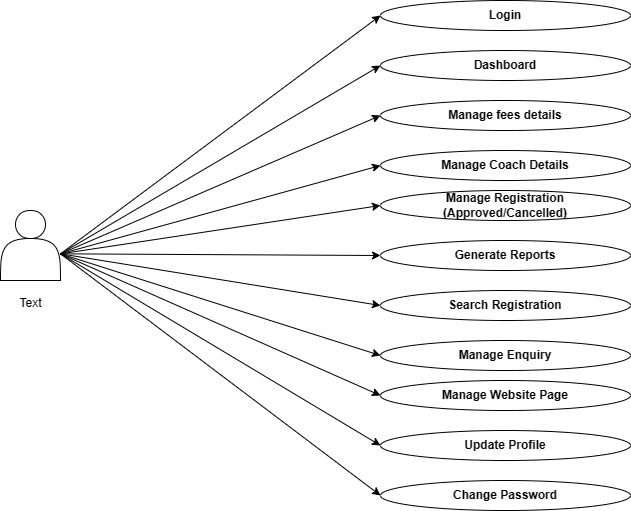 Login
Dashboard
Manage fees details
Manage Coach Details
Manage Registration
(Approved/Cancelled)
Generate Reports
Text
Search Registration
Manage Enquiry
Manage Website Page
Update Profile
Change Password